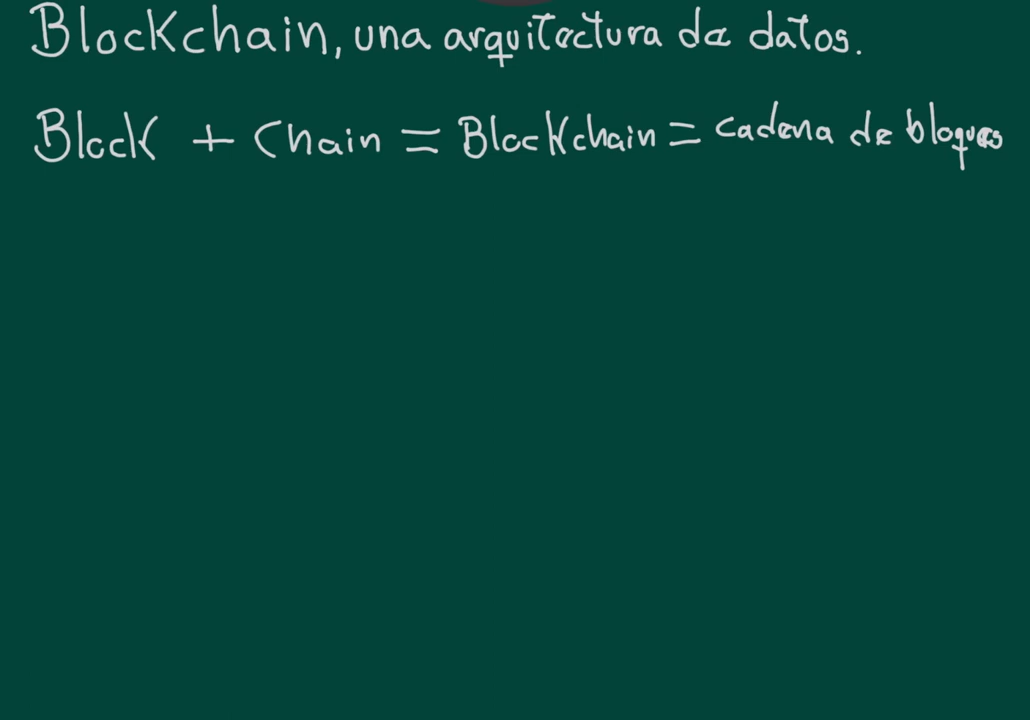 Blockchain, una arquitectura de datos.
Block + Chain = Blockchain = cadena de bloques